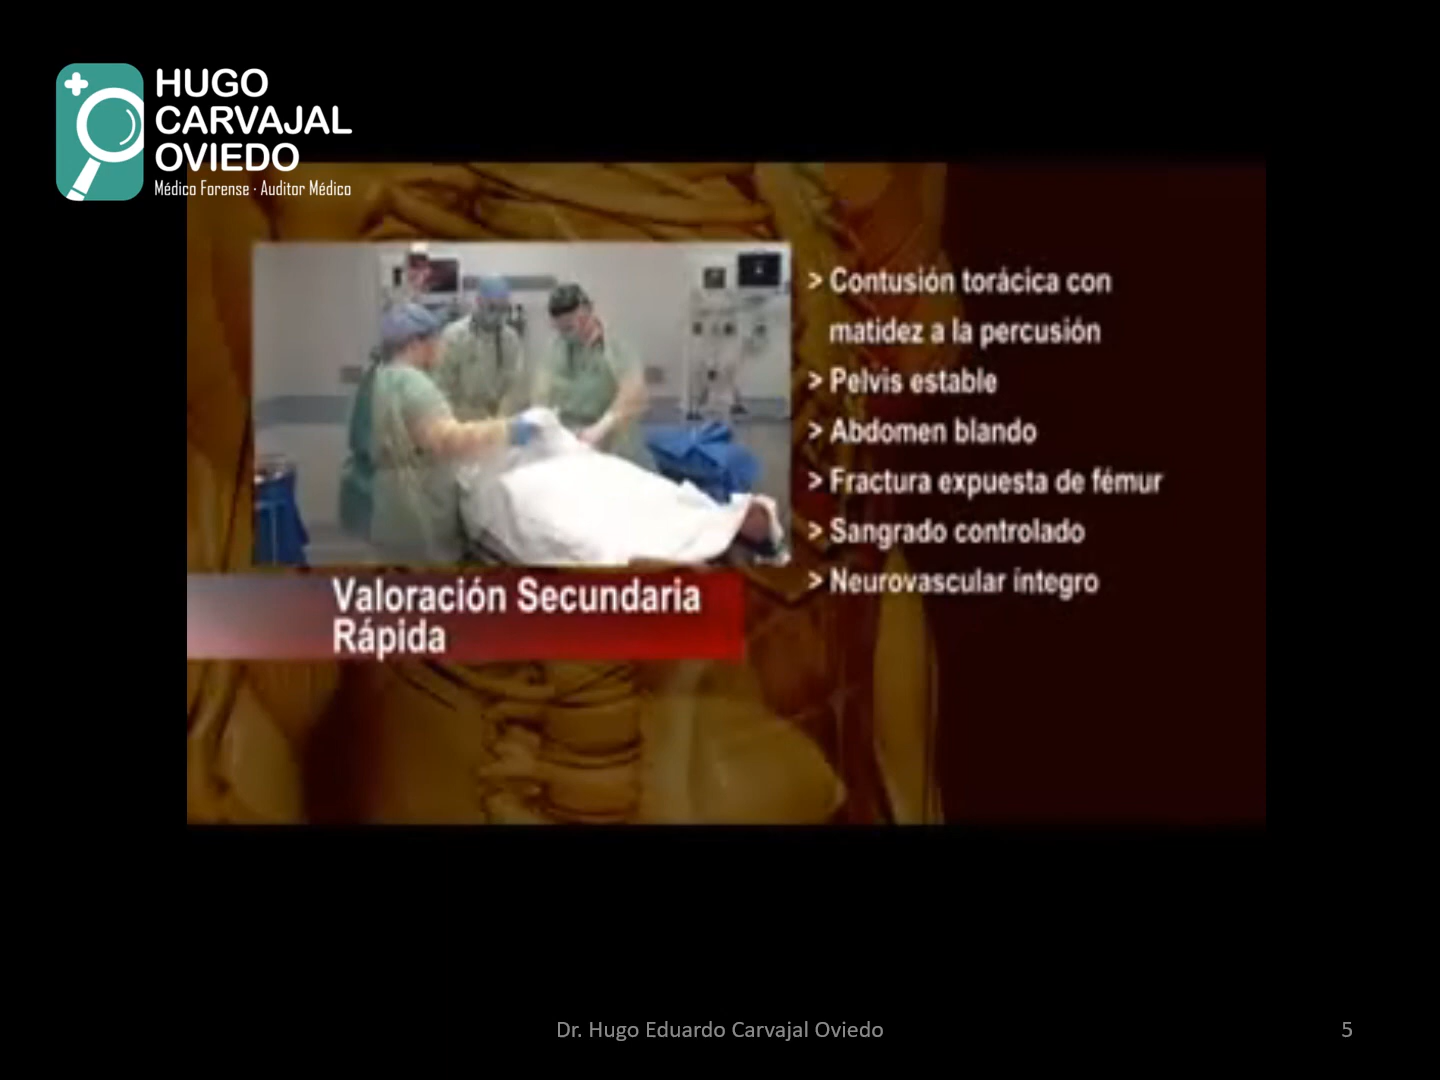 HUGO
CARVAJAL
OVIEDO
Médico Forense · Auditor Médico
> Contusión torácica con
matidez a la percusión
> Pelvis estable
> Abdomen blando
> Fractura expuesta de fémur
> Sangrado controlado
> Neurovascular íntegro
Valoración Secundaria
Rápida
Dr. Hugo Eduardo Carvajal Oviedo
5